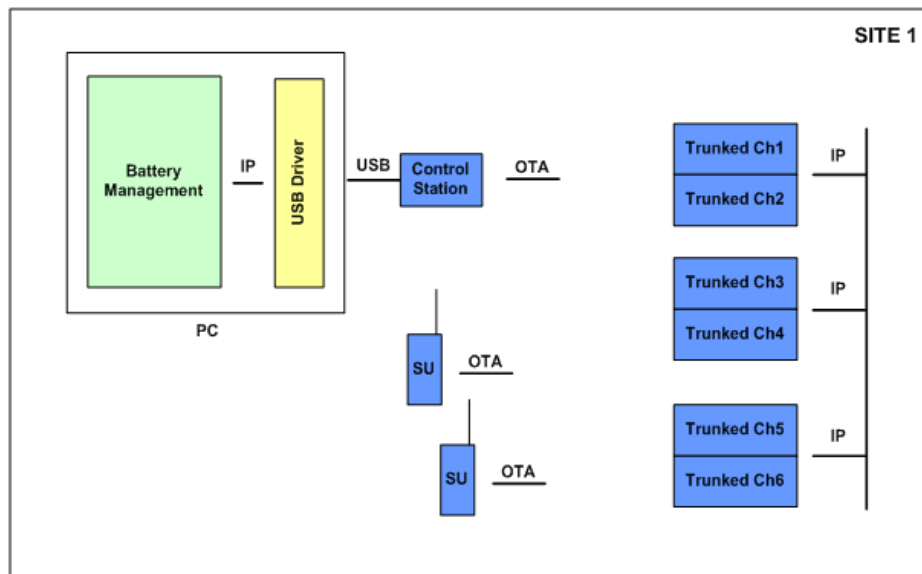 SITE 1
Battery
Management
IP
USB Driver
USB
Control
Station
OTA
PC
SU
OTA
SU
OTA
Trunked Ch1
Trunked Ch2
IP
Trunked Ch3
Trunked Ch4
IP
Trunked Ch5
Trunked Ch6
IP